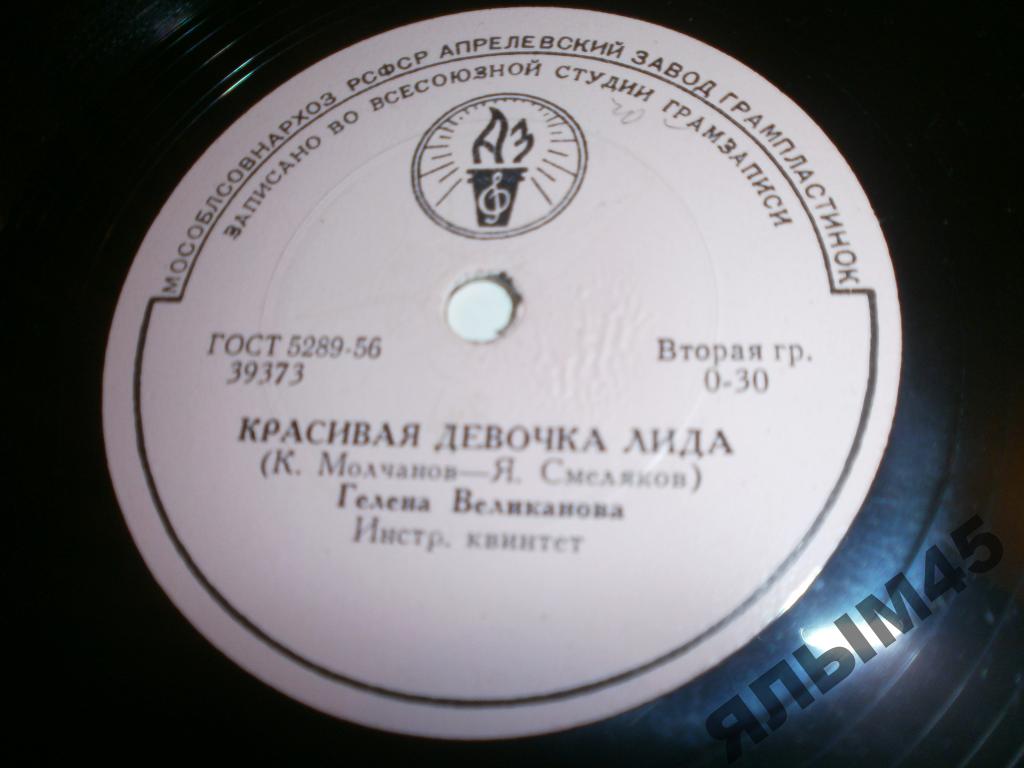 МОСОБЛСОВНАРХОЗ РСФСР АПРЕЛЕВСКИЙ ЗАВОД ГРАМПЛАСТИНОК
ЗАПИСАНО ВО ВСЕСОЮЗНОЙ СТУДИИ ГРАМЗАПИСИ
АЗ
ГОСТ 5289-56
39373
Вторая гр.
0-30
КРАСИВАЯ ДЕВОЧКА ЛИДА
(К. Молчанов—Я. Смеляков)
Гелена Великанова
Инстр. квинтет
ЯЛЫМ45